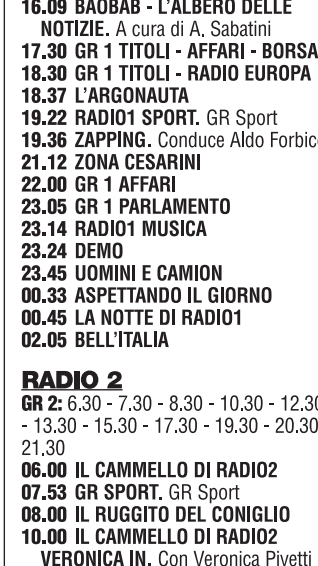 16.09 BAOBAB - L'ALBERO DELLE
NOTIZIE. A cura di A. Sabatini
17.30 GR 1 TITOLI - AFFARI - BORSA
18.30 GR 1 TITOLI - RADIO EUROPA
18.37 L'ARGONAUTA
19.22 RADIO1 SPORT. GR Sport
19.36 ZAPPING. Conduce Aldo Forbice
21.12 ZONA CESARINI
22.00 GR 1 AFFARI
23.05 GR 1 PARLAMENTO
23.14 RADIO1 MUSICA
23.24 DEMO
23.45 UOMINI E CAMION
00.33 ASPETTANDO IL GIORNO
00.45 LA NOTTE DI RADIO1
02.05 BELL'ITALIA
RADIO 2
GR 2: 6.30 - 7.30 - 8.30 - 10.30 - 12.30
- 13.30 - 15.30 - 17.30 - 19.30 - 20.30
21.30
06.00 IL CAMMELLO DI RADIO2
07.53 GR SPORT. GR Sport
08.00 IL RUGGITO DEL CONIGLIO
10.00 IL CAMMELLO DI RADIO2
VERONICA IN. Con Veronica Pivetti